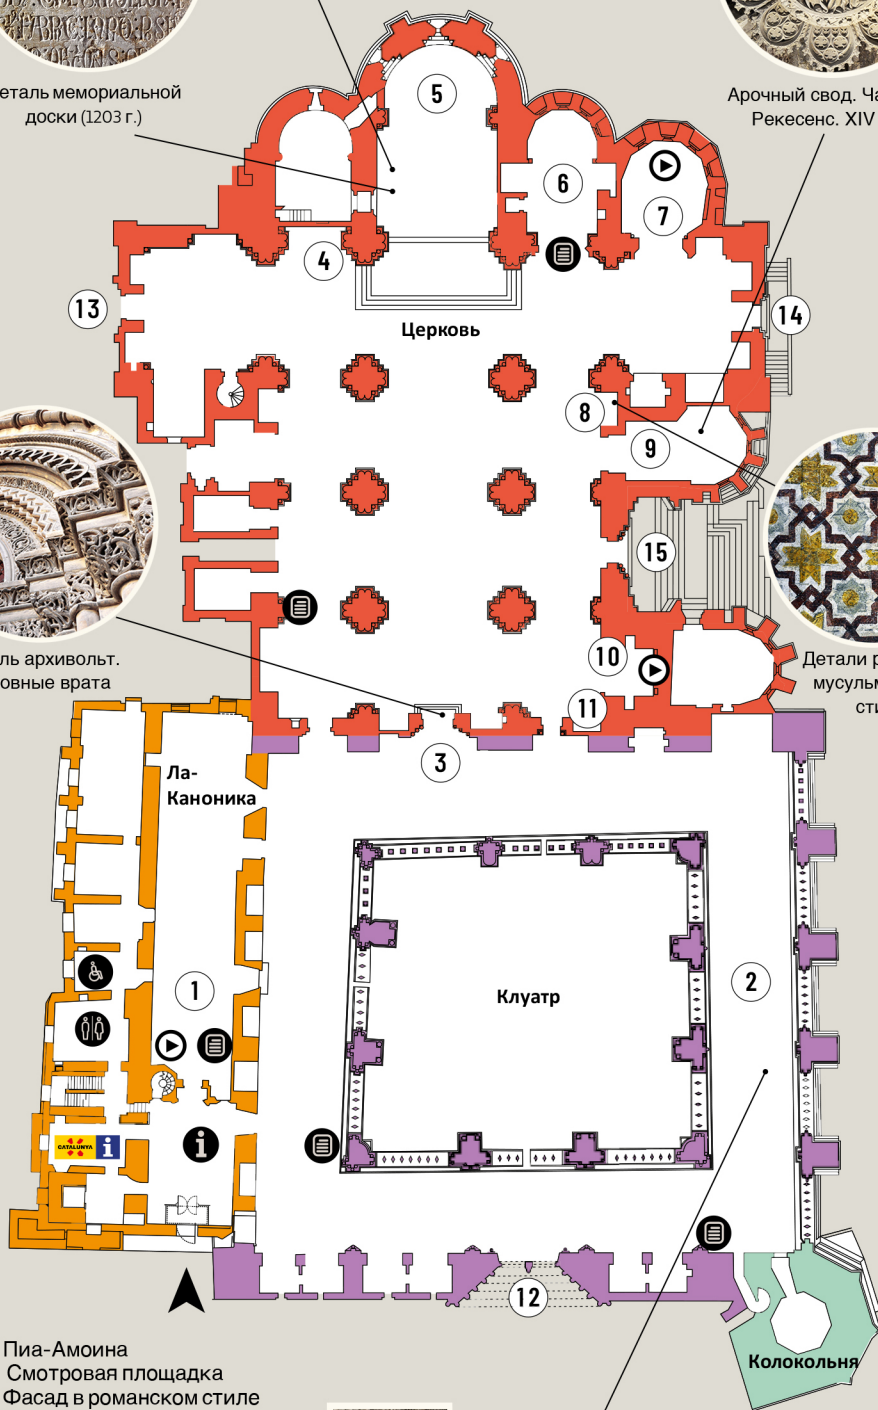 еталь мемориальной
доски (1203 г.)
Арочный свод. Ча
Рекесенс. XIV
5
6
7
4
13
14
Церковь
8
9
15
ль архивольт.
овные врата
10
11
Детали р
мусульм
сти
3
Ла-
Каноника
1
2
Клуатр
CATALUNYA i
i
12
Колокольня
Пиа-Амоина
Смотровая площадка
Фасад в романском стиле